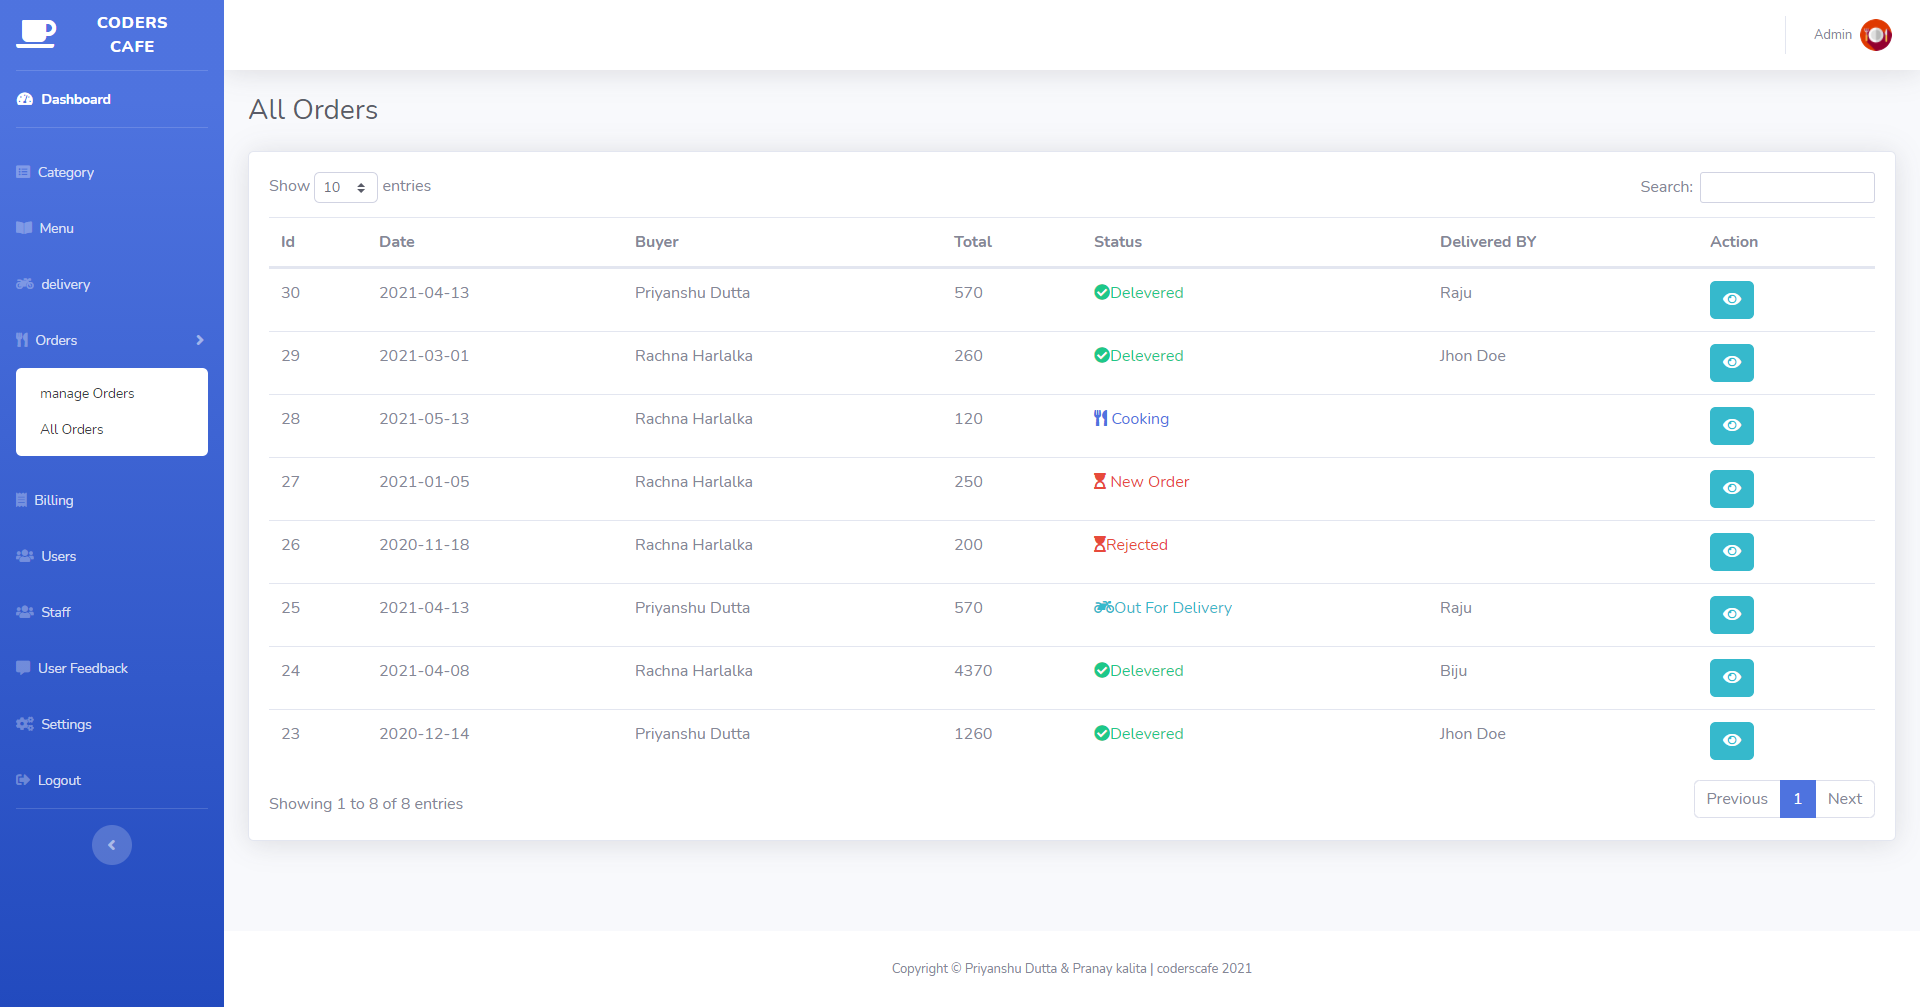 CODERS
CAFE
Dashboard
Category
Menu
delivery
Orders
manage Orders
All Orders
Billing
Users
Staff
User Feedback
Settings
Logout
Admin
All Orders
Show 10 entries
Search:
Id Date Buyer Total Status Delivered BY Action
30 2021-04-13 Priyanshu Dutta 570 Delevered Raju
29 2021-03-01 Rachna Harlalka 260 Delevered Jhon Doe
28 2021-05-13 Rachna Harlalka 120 Cooking
27 2021-01-05 Rachna Harlalka 250 New Order
26 2020-11-18 Rachna Harlalka 200 Rejected
25 2021-04-13 Priyanshu Dutta 570 Out For Delivery Raju
24 2021-04-08 Rachna Harlalka 4370 Delevered Biju
23 2020-12-14 Priyanshu Dutta 1260 Delevered Jhon Doe
Showing 1 to 8 of 8 entries
Previous 1 Next
Copyright © Priyanshu Dutta & Pranay kalita | coderscafe 2021